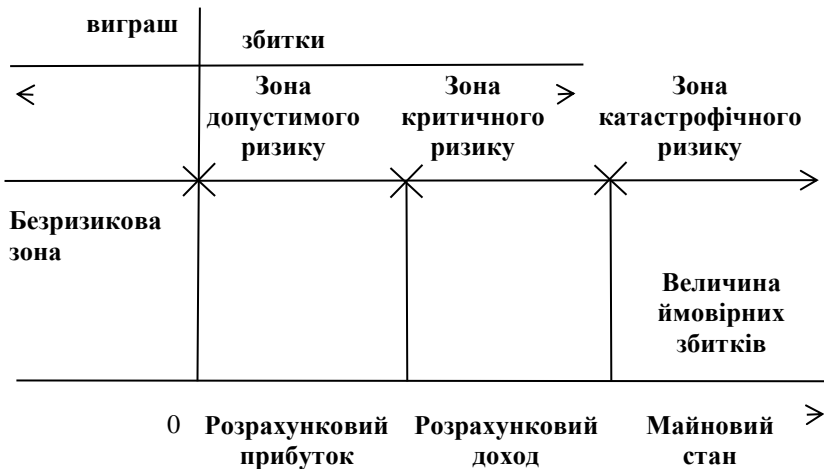 виграш
збитки
Зона допустимого ризику
Зона критичного ризику
Зона катастрофічного ризику
Безризикова зона
Величина ймовірних збитків
0
Розрахунковий прибуток
Розрахунковий доход
Майновий стан